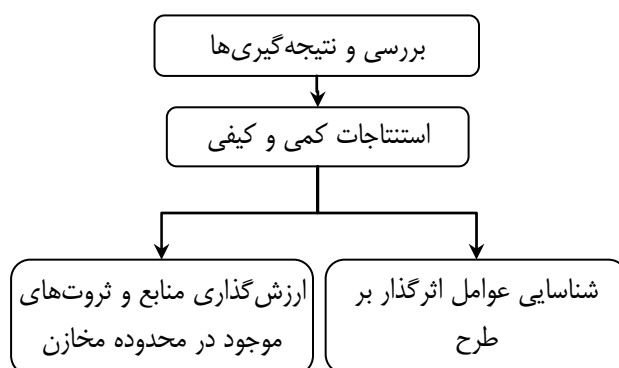 بررسی و نتیجه‌گیری‌ها
استنتاجات کمی و کیفی
شناسایی عوامل اثرگذار بر
طرح
ارزش‌گذاری منابع و ثروت‌های
موجود در محدوده مخازن